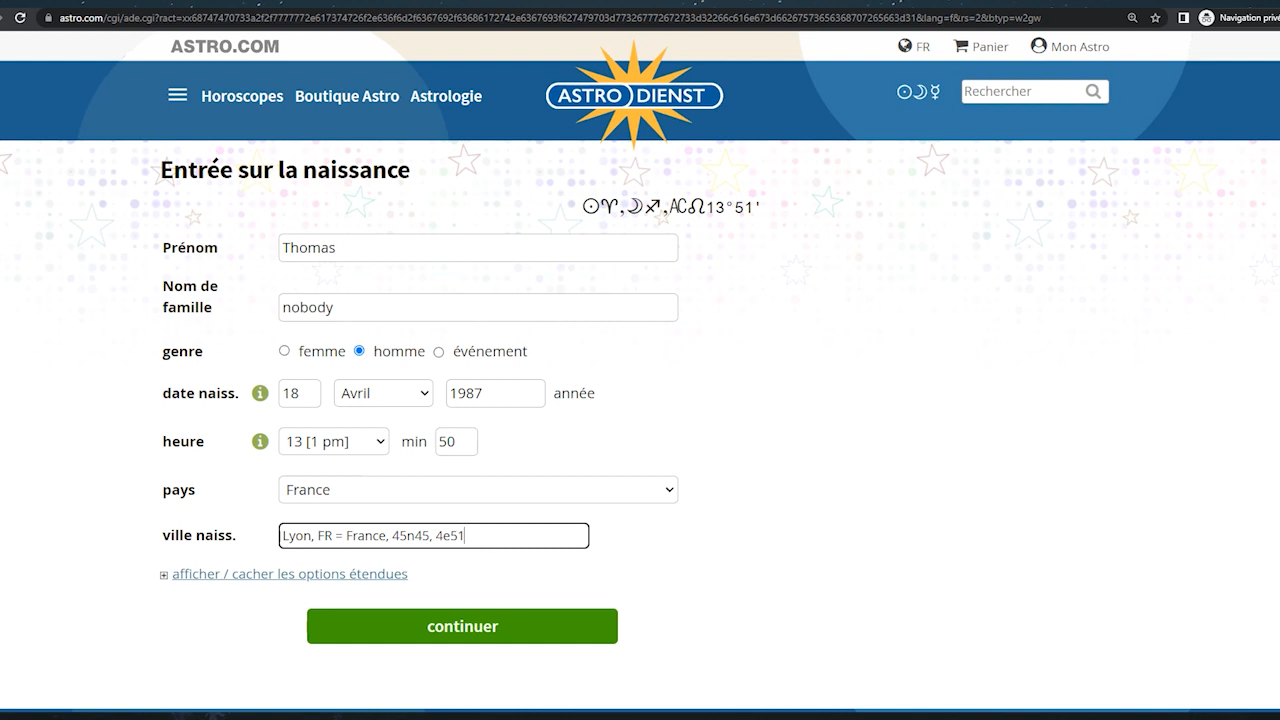 astro.com/cgi/ade.cgi?ract=xx68747470733a2f2f7777772e617374726f2e636f6d2f6367692f63686172742e6367693f627479703d773267772672733d32266c616e673d6662675736568707265663d31&lang=f&rs=2&btyp=w2gw Navigation privé
ASTRO.COM FR Panier Mon Astro
Horoscopes Boutique Astro Astrologie ASTRO DIENST ☉☽☿ Rechercher
Entrée sur la naissance
☉♈,☽♐,AC♌13°51'
Prénom Thomas
Nom de
famille nobody
genre femme homme événement
date naiss. i 18 Avril 1987 année
heure i 13 [1 pm] min 50
pays France
ville naiss. Lyon, FR = France, 45n45, 4e51
afficher / cacher les options étendues
continuer